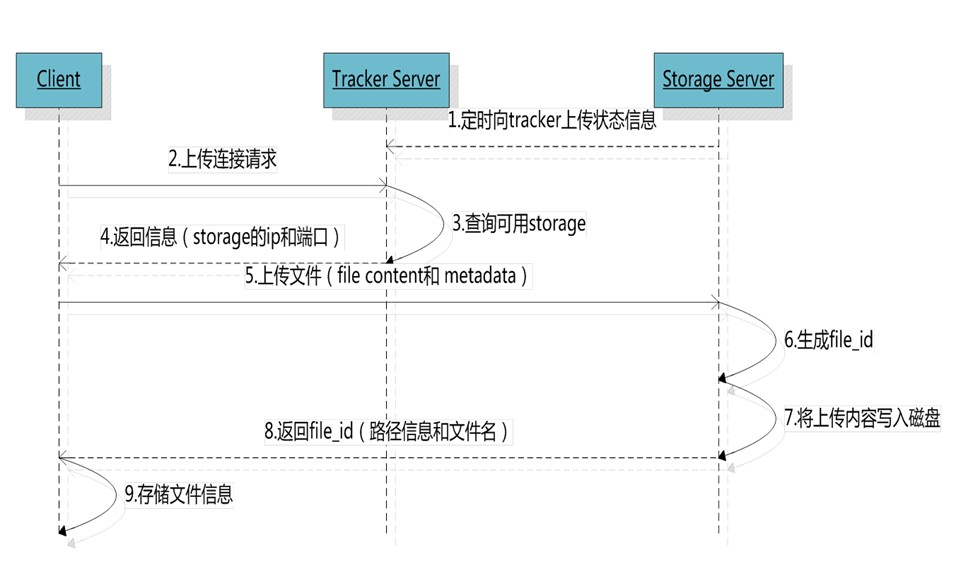 Client
Tracker Server
Storage Server
1.定时向tracker上传状态信息
2.上传连接请求
3.查询可用storage
4.返回信息（storage的ip和端口）
5.上传文件（file content和 metadata）
6.生成file_id
7.将上传内容写入磁盘
8.返回file_id（路径信息和文件名）
9.存储文件信息